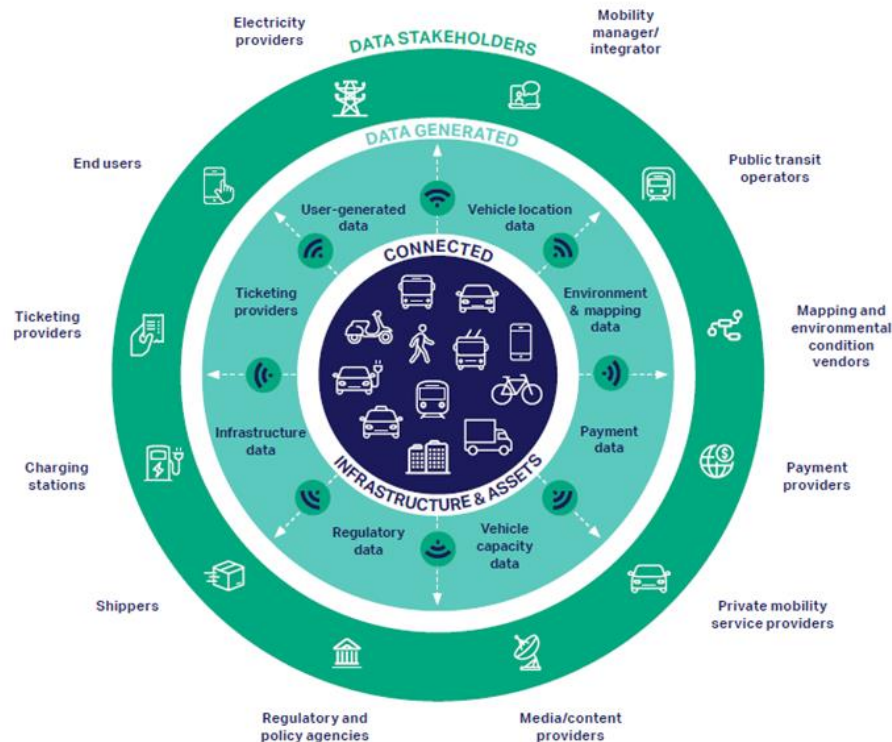 Electricity
providers
DATA STAKEHOLDERS
Mobility
manager/
integrator
DATA GENERATED
End users
Public transit
operators
User-generated
data
Vehicle location
data
CONNECTED
Ticketing
providers
Environment
& mapping
data
Ticketing
providers
Mapping and
environmental
condition
vendors
Infrastructure
data
Payment
data
Charging
stations
INFRASTRUCTURE & ASSETS
Payment
providers
Regulatory
data
Vehicle
capacity
data
$
Shippers
Private mobility
service providers
Regulatory and
policy agencies
Media/content
providers